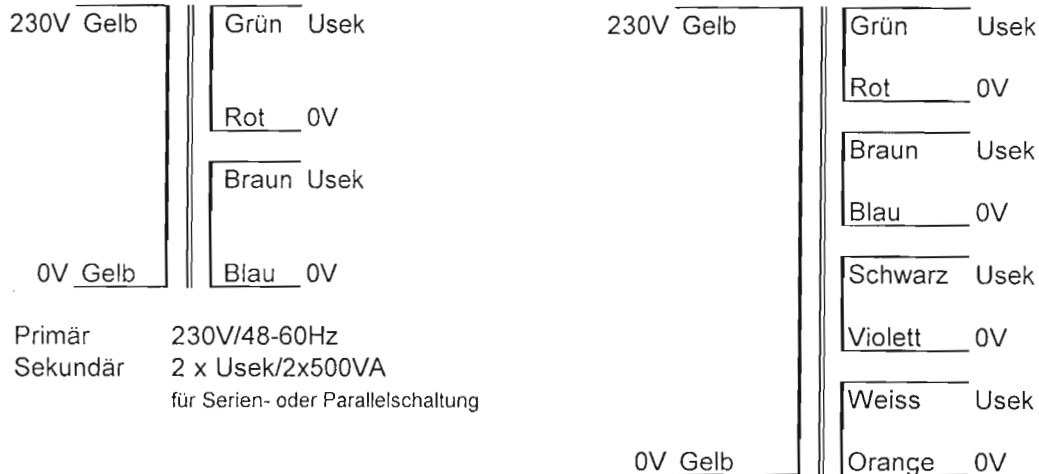 230V Gelb
Grün Usek
Rot 0V
Braun Usek
0V Gelb
Blau 0V
Primär 230V/48-60Hz
Sekundär 2 x Usek/2x500VA
für Serien- oder Parallelschaltung
230V Gelb
Grün Usek
Rot 0V
Braun Usek
Blau 0V
Schwarz Usek
Violett 0V
Weiss Usek
0V Gelb
Orange 0V